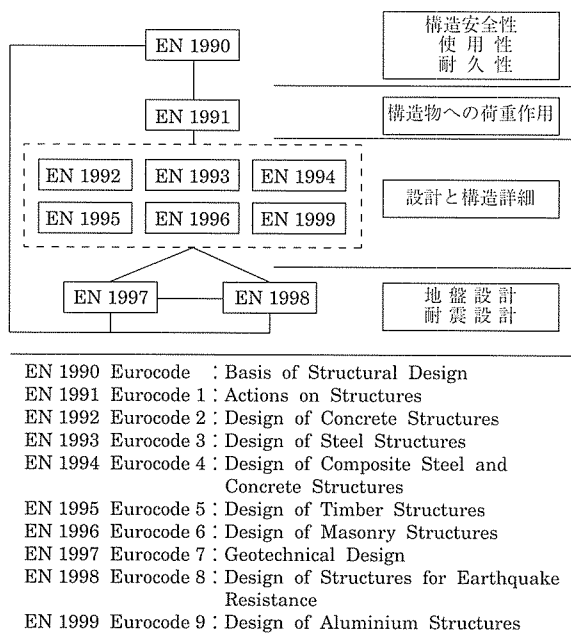 EN 1990
構造安全性
使 用 性
耐 久 性
EN 1991
構造物への荷重作用
EN 1992 EN 1993 EN 1994
EN 1995 EN 1996 EN 1999
設計と構造詳細
EN 1997 EN 1998
地 盤 設 計
耐 震 設 計
EN 1990 Eurocode : Basis of Structural Design
EN 1991 Eurocode 1 : Actions on Structures
EN 1992 Eurocode 2 : Design of Concrete Structures
EN 1993 Eurocode 3 : Design of Steel Structures
EN 1994 Eurocode 4 : Design of Composite Steel and
Concrete Structures
EN 1995 Eurocode 5 : Design of Timber Structures
EN 1996 Eurocode 6 : Design of Masonry Structures
EN 1997 Eurocode 7 : Geotechnical Design
EN 1998 Eurocode 8 : Design of Structures for Earthquake
Resistance
EN 1999 Eurocode 9 : Design of Aluminium Structures